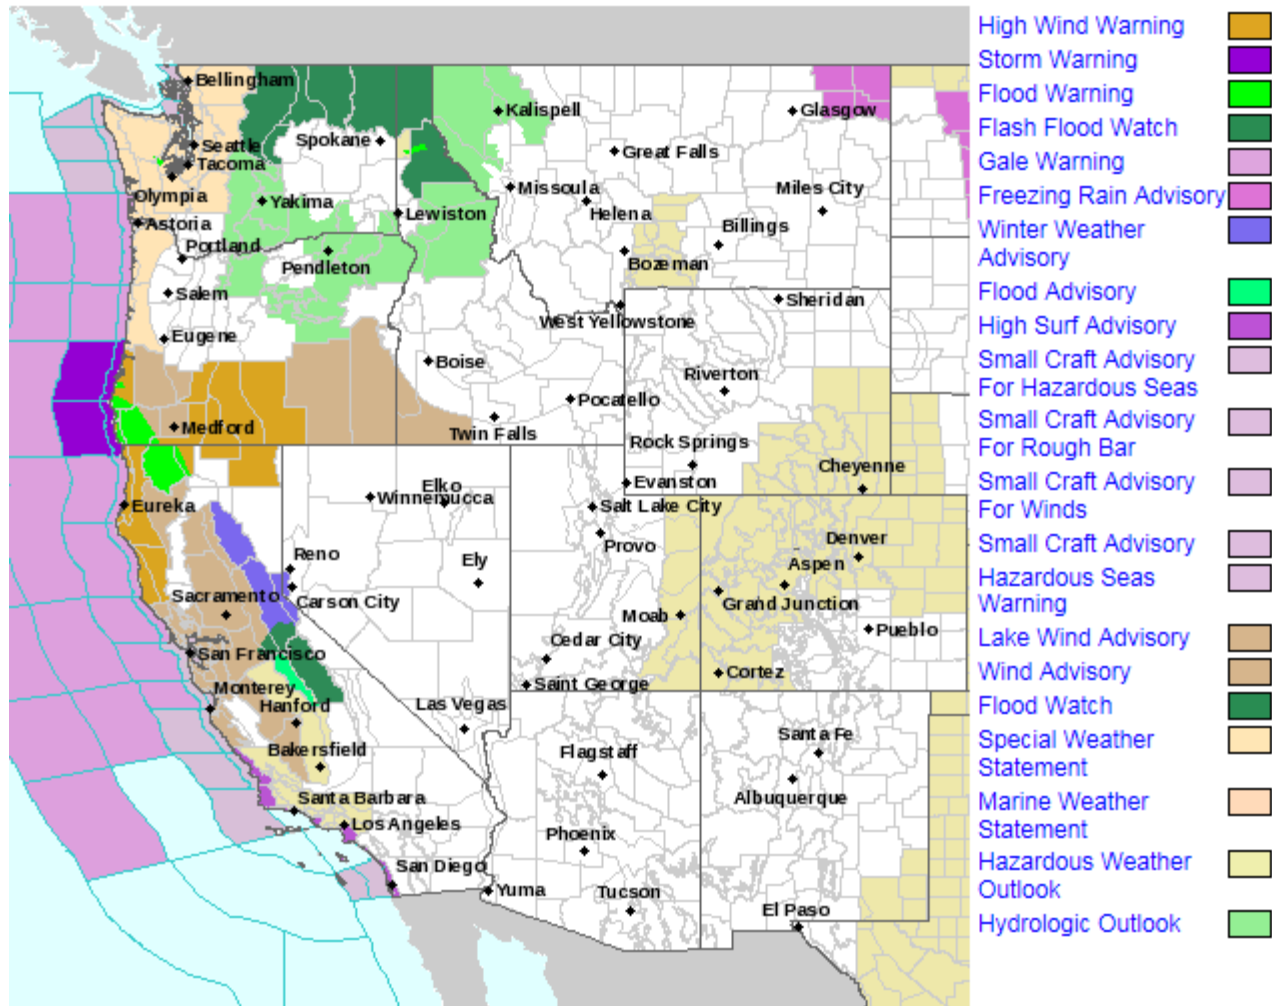 High Wind Warning
Storm Warning
Flood Warning
Flash Flood Watch
Gale Warning
Freezing Rain Advisory
Winter Weather
Advisory
Flood Advisory
High Surf Advisory
Small Craft Advisory
For Hazardous Seas
Small Craft Advisory
For Rough Bar
Small Craft Advisory
For Winds
Small Craft Advisory
Hazardous Seas
Warning
Lake Wind Advisory
Wind Advisory
Flood Watch
Special Weather
Statement
Marine Weather
Statement
Hazardous Weather
Outlook
Hydrologic Outlook
Bellingham
Kalispell
Glasgow
Seattle
Spokane
Great Falls
Tacoma
Missoula
Miles City
Olympia
Yakima
Helena
Lewiston
Astoria
Billings
Portland
Pendleton
Bozeman
Salem
Sheridan
West Yellowstone
Eugene
Boise
Riverton
Pocatello
Medford
Twin Falls
Rock Springs
Cheyenne
Elko
Evanston
Winnemucca
Eureka
Salt Lake City
Denver
Provo
Reno
Ely
Aspen
Sacramento
Carson City
Grand Junction
Moab
Pueblo
Cedar City
San Francisco
Cortez
Monterey
Saint George
Hanford
Las Vegas
Santa Fe
Bakersfield
Flagstaff
Santa Barbara
Albuquerque
Los Angeles
Phoenix
San Diego
Yuma
Tucson
El Paso